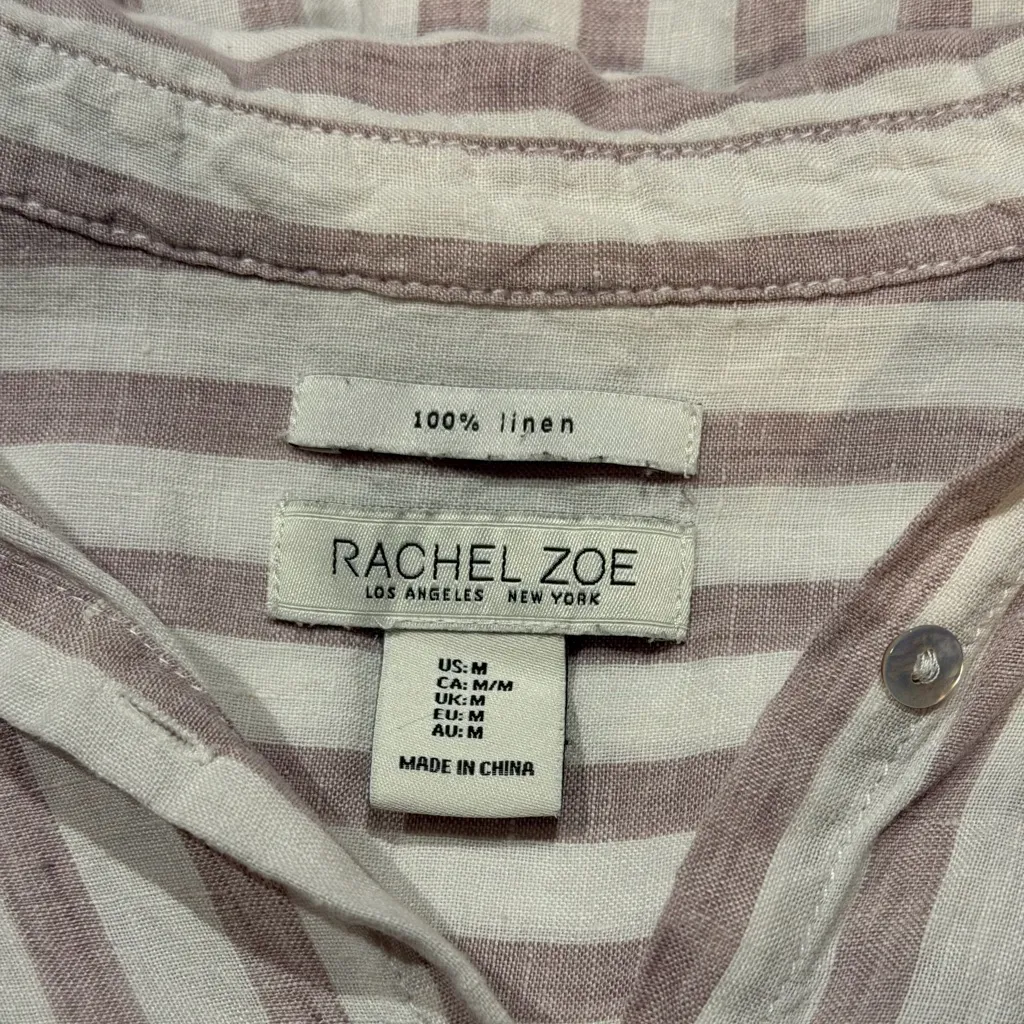 100% linen
RACHEL ZOE
LOS ANGELES NEW YORK
US: M
CA: M/M
UK: M
EU: M
AU: M
MADE IN CHINA